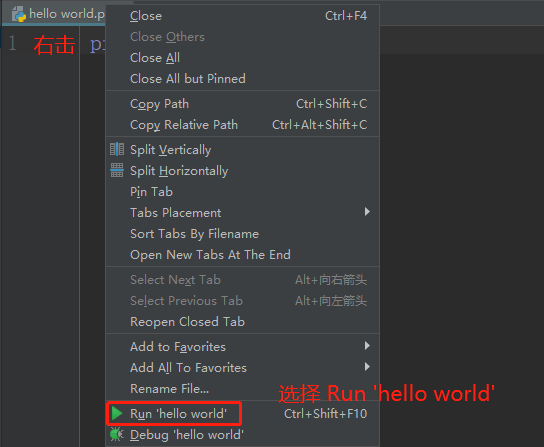 hello world.p
Close Ctrl+F4
1 右击 pr
Close Others
Close All
Close All but Pinned
Copy Path Ctrl+Shift+C
Copy Relative Path Ctrl+Alt+Shift+C
Split Vertically
Split Horizontally
Pin Tab
Tabs Placement
Sort Tabs By Filename
Open New Tabs At The End
Select Next Tab Alt+向右箭头
Select Previous Tab Alt+向左箭头
Reopen Closed Tab
Add to Favorites
Add All To Favorites
Rename File...
选择 Run 'hello world'
Run 'hello world' Ctrl+Shift+F10
Debug 'hello world'